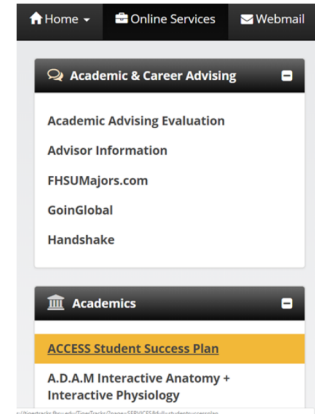 Home Online Services Webmail
Academic & Career Advising
Academic Advising Evaluation
Advisor Information
FHSUMajors.com
GoinGlobal
Handshake
Academics
ACCESS Student Success Plan
A.D.A.M Interactive Anatomy +
Interactive Physiology